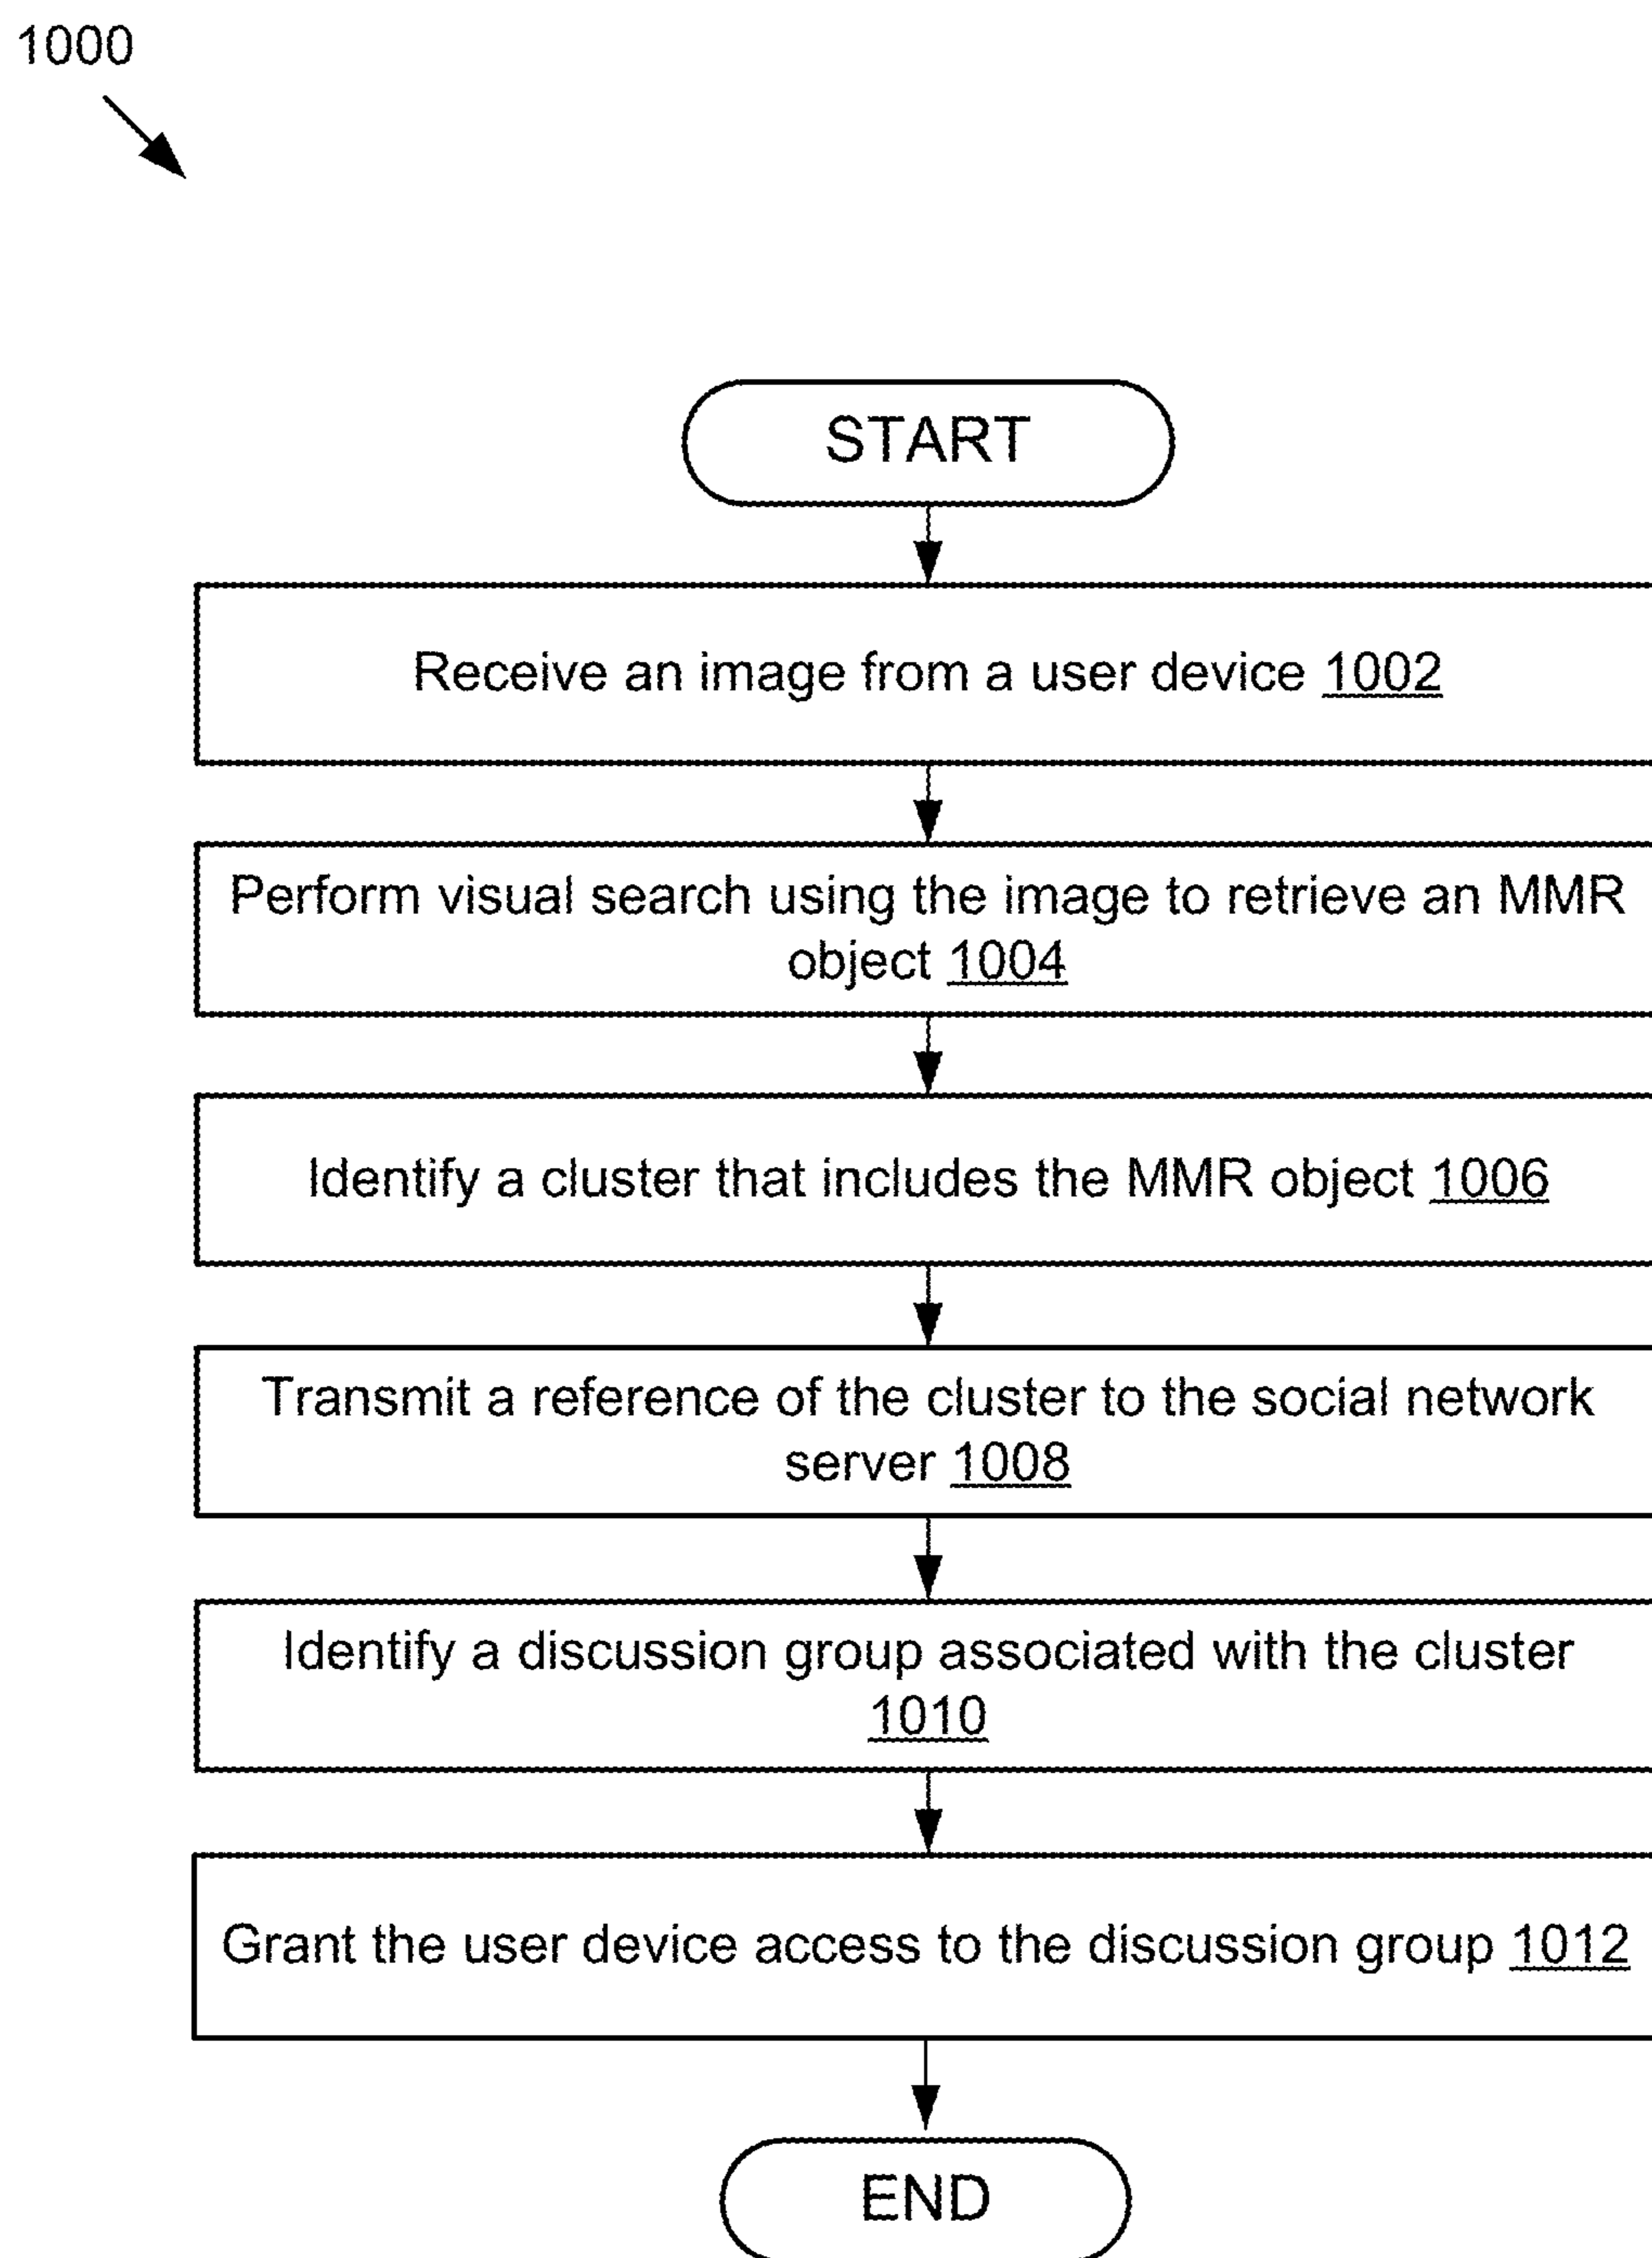 1000
START
Receive an image from a user device 1002
Perform visual search using the image to retrieve an MMR
object 1004
Identify a cluster that includes the MMR object 1006
Transmit a reference of the cluster to the social network
server 1008
Identify a discussion group associated with the cluster
1010
Grant the user device access to the discussion group 1012
END